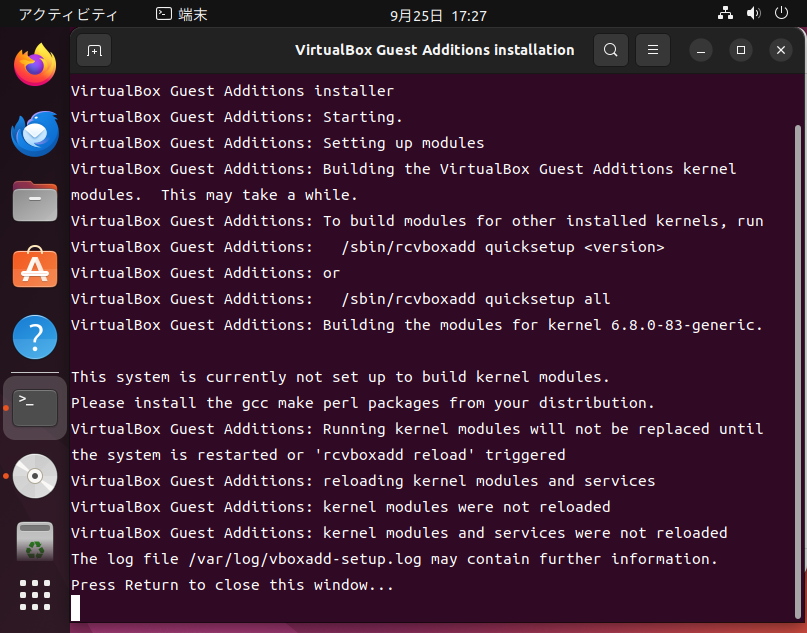 アクティビティ 端末 9月25日 17:27
VirtualBox Guest Additions installation
VirtualBox Guest Additions installer
VirtualBox Guest Additions: Starting.
VirtualBox Guest Additions: Setting up modules
VirtualBox Guest Additions: Building the VirtualBox Guest Additions kernel
modules.  This may take a while.
VirtualBox Guest Additions: To build modules for other installed kernels, run
VirtualBox Guest Additions:   /sbin/rcvboxadd quicksetup <version>
VirtualBox Guest Additions: or
VirtualBox Guest Additions:   /sbin/rcvboxadd quicksetup all
VirtualBox Guest Additions: Building the modules for kernel 6.8.0-83-generic.
This system is currently not set up to build kernel modules.
Please install the gcc make perl packages from your distribution.
VirtualBox Guest Additions: Running kernel modules will not be replaced until
the system is restarted or 'rcvboxadd reload' triggered
VirtualBox Guest Additions: reloading kernel modules and services
VirtualBox Guest Additions: kernel modules were not reloaded
VirtualBox Guest Additions: kernel modules and services were not reloaded
The log file /var/log/vboxadd-setup.log may contain further information.
Press Return to close this window...